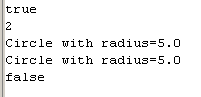 true
2
Circle with radius=5.0
Circle with radius=5.0
false